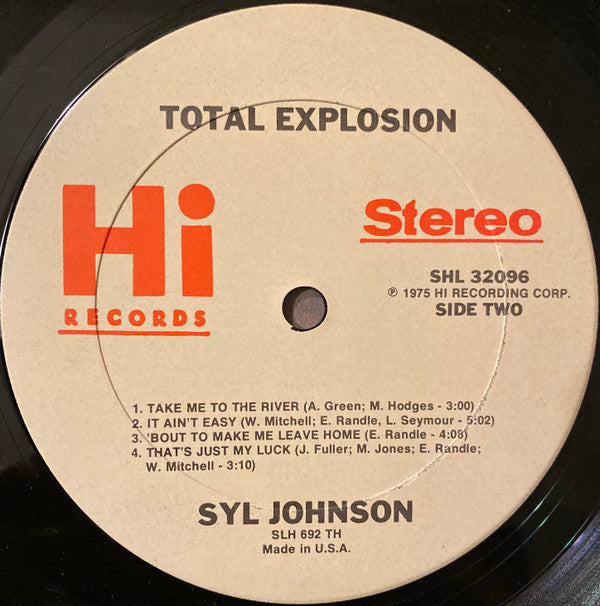 TOTAL EXPLOSION
Hi
RECORDS
Stereo
SHL 32096
℗ 1975 HI RECORDING CORP.
SIDE TWO
1. TAKE ME TO THE RIVER (A. Green; M. Hodges - 3:00)
2. IT AIN'T EASY (W. Mitchell; E. Randle, L. Seymour - 5:02)
3. 'BOUT TO MAKE ME LEAVE HOME (E. Randle - 4:08)
4. THAT'S JUST MY LUCK (J. Fuller; M. Jones; E. Randle;
W. Mitchell - 3:10)
SYL JOHNSON
SLH 692 TH
Made in U.S.A.